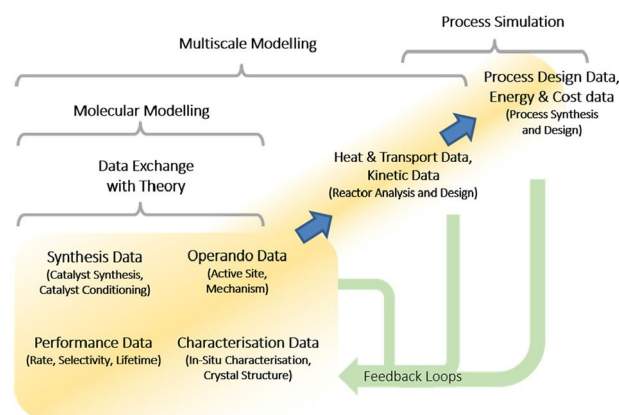 Process Simulation
Multiscale Modelling
Process Design Data,
Energy & Cost data
(Process Synthesis
and Design)
Molecular Modelling
Heat & Transport Data,
Kinetic Data
(Reactor Analysis and Design)
Data Exchange
with Theory
Synthesis Data
(Catalyst Synthesis,
Catalyst Conditioning)
Operando Data
(Active Site,
Mechanism)
Performance Data
(Rate, Selectivity, Lifetime)
Characterisation Data
(In-Situ Characterisation,
Crystal Structure)
Feedback Loops